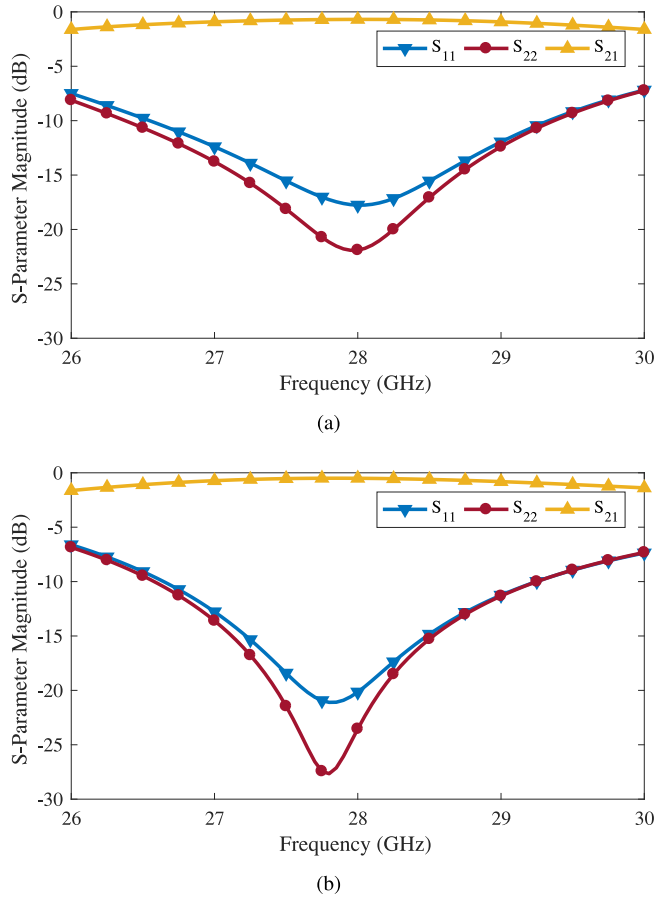 0
-5
-10
-15
-20
-25
-30
S-Parameter Magnitude (dB)
S11 S22 S21
26 27 28 29 30
Frequency (GHz)
(a)
0
-5
-10
-15
-20
-25
-30
S-Parameter Magnitude (dB)
S11 S22 S21
26 27 28 29 30
Frequency (GHz)
(b)